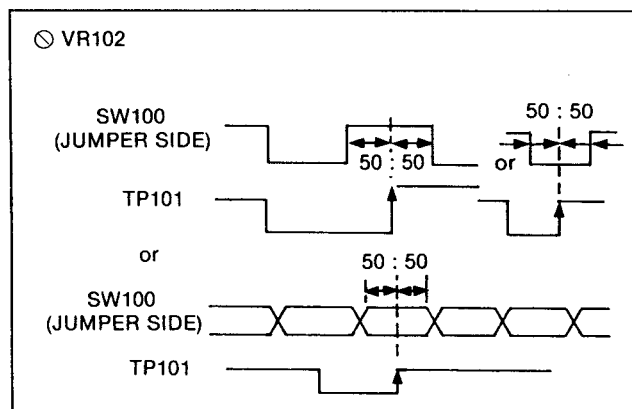 VR102
50 : 50
SW100
(JUMPER SIDE)
50 : 50
or
TP101
or
50 : 50
SW100
(JUMPER SIDE)
TP101